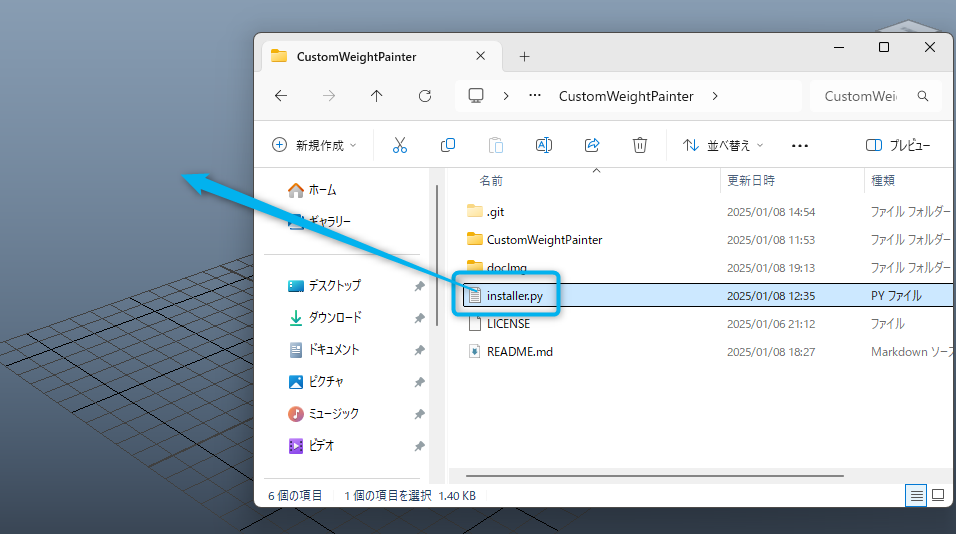 CustomWeightPainter
CustomWeightPainter
CustomWei
新規作成
並べ替え
プレビュー
ホーム
ギャラリー
デスクトップ
ダウンロード
ドキュメント
ピクチャ
ミュージック
ビデオ
名前 更新日時 種類
.git 2025/01/08 14:54 ファイル フォルダー
CustomWeightPainter 2025/01/08 11:53 ファイル フォルダー
docImg 2025/01/08 19:13 ファイル フォルダー
installer.py 2025/01/08 12:35 PY ファイル
LICENSE 2025/01/06 21:12 ファイル
README.md 2025/01/08 18:27 Markdown ソース
6 個の項目 1 個の項目を選択 1.40 KB